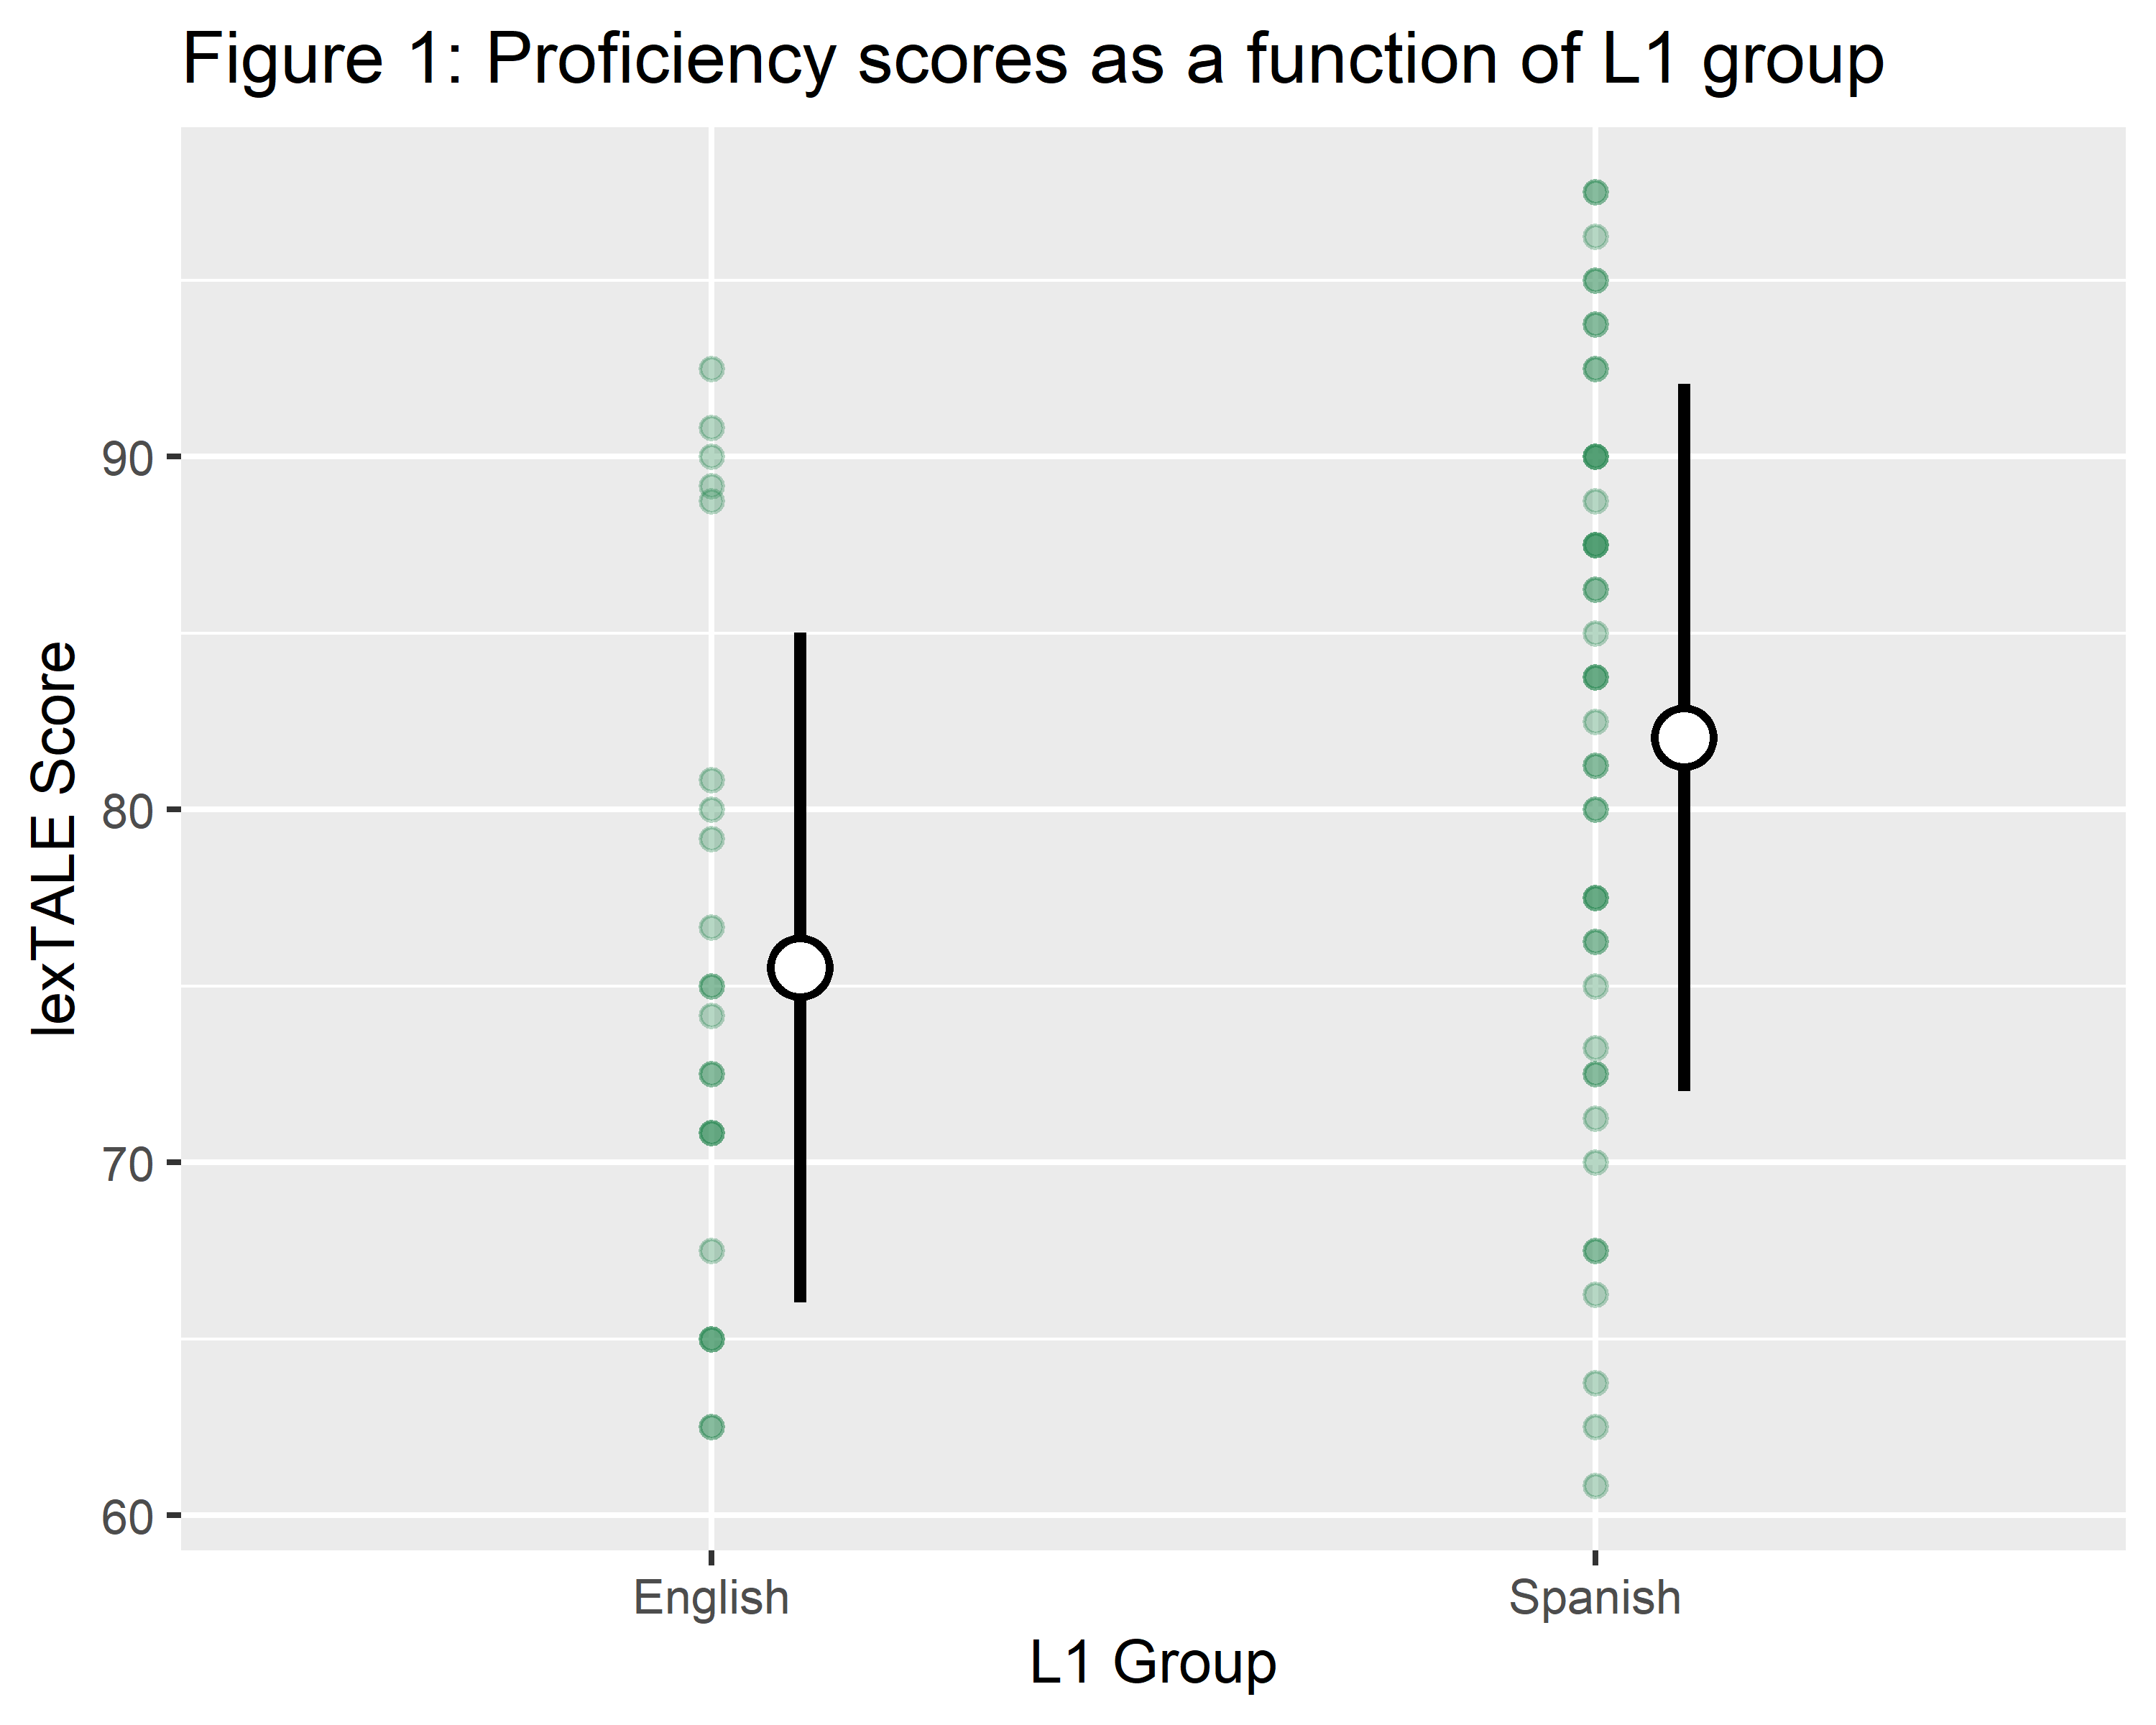 Figure 1: Proficiency scores as a function of L1 group
lexTALE Score
90
80
70
60
English
Spanish
L1 Group